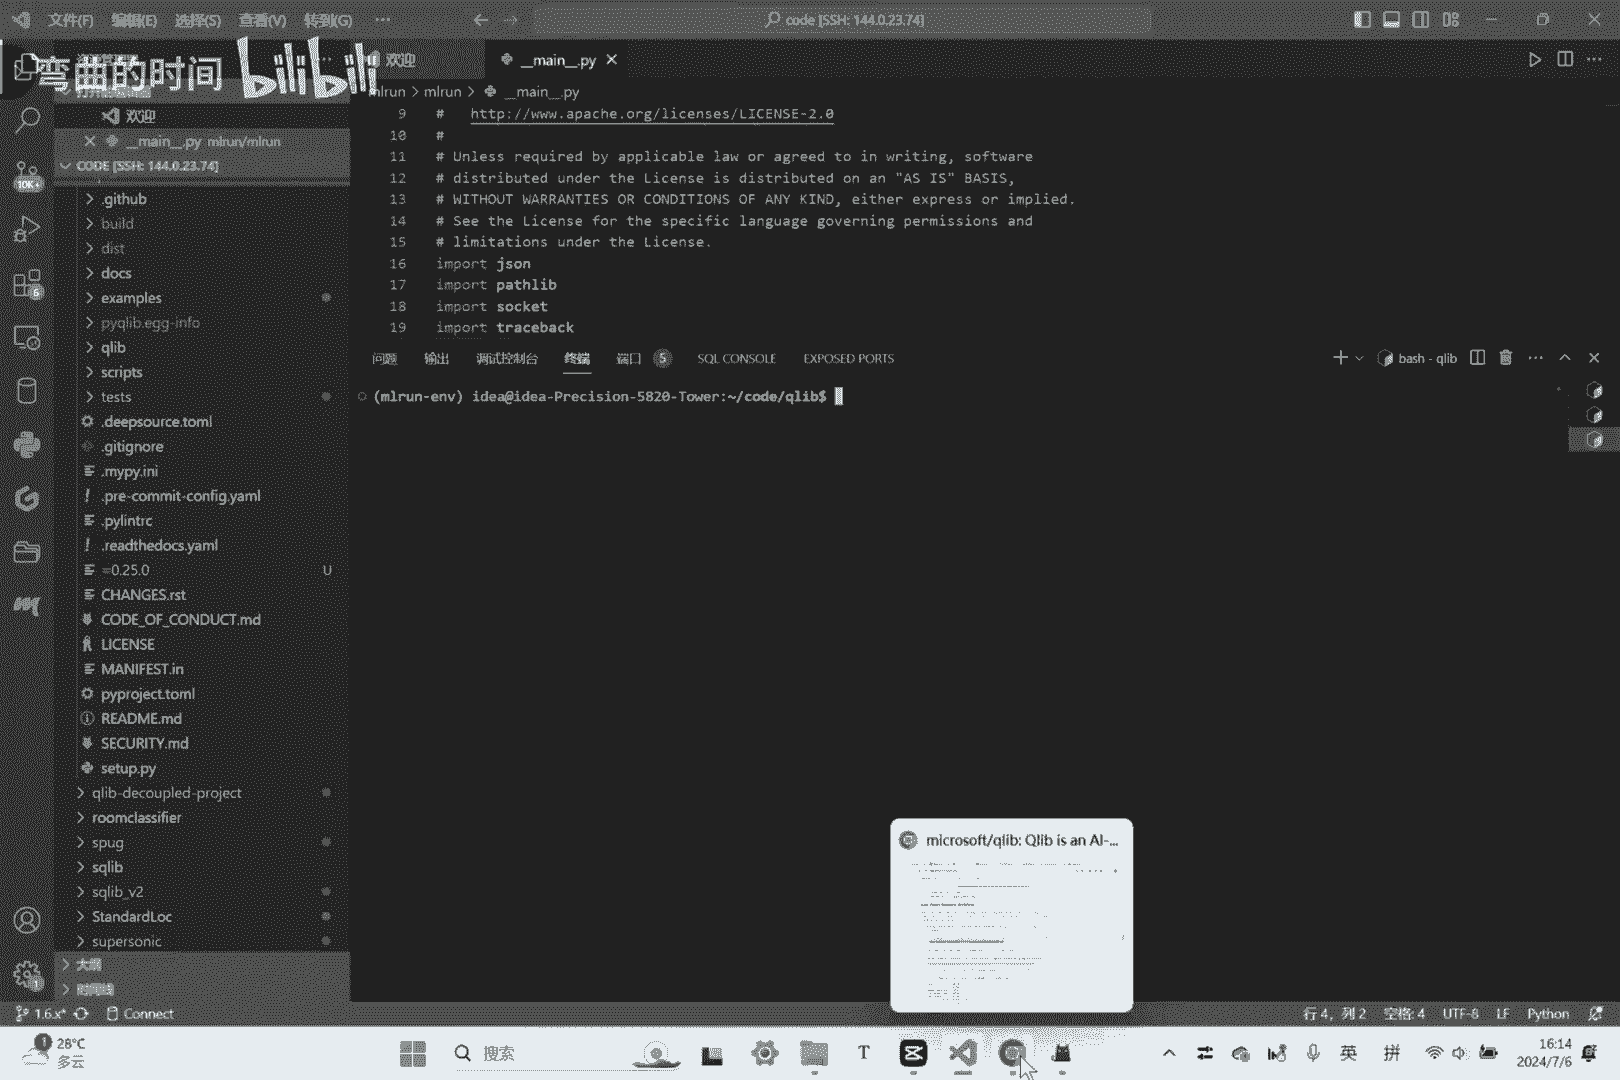 文件(F) 编辑(E) 选择(S) 查看(V) 转到(G) ···
code [SSH: 144.0.23.74]
弯曲的时间 bilibili
欢迎
__main__.py
mlrun > mlrun > __main__.py
欢迎
__main__.py mlrun/mlrun
CODE [SSH: 144.0.23.74]
10K+
6
.github
build
dist
docs
examples
pyqlib.egg-info
qlib
scripts
tests
.deepsource.toml
.gitignore
.mypy.ini
.pre-commit-config.yaml
.pylintrc
.readthedocs.yaml
=0.25.0 U
CHANGES.rst
CODE_OF_CONDUCT.md
LICENSE
MANIFEST.in
pyproject.toml
README.md
SECURITY.md
setup.py
qlib-decoupled-project
roomclassifier
spug
sqlib
sqlib_v2
StandardLoc
supersonic
大纲
时间线
9 # http://www.apache.org/licenses/LICENSE-2.0
10 #
11 # Unless required by applicable law or agreed to in writing, software
12 # distributed under the License is distributed on an "AS IS" BASIS,
13 # WITHOUT WARRANTIES OR CONDITIONS OF ANY KIND, either express or implied.
14 # See the License for the specific language governing permissions and
15 # limitations under the License.
16 import json
17 import pathlib
18 import socket
19 import traceback
问题 输出 调试控制台 终端 端口 5 SQL CONSOLE EXPOSED PORTS
bash - qlib
(mlrun-env) idea@idea-Precision-5820-Tower:~/code/qlib$
microsoft/qlib: Qlib is an AI-...
1
1.6.x* Connect
行 4，列 2 空格: 4 UTF-8 LF Python
1
28°C
多云
搜索
英 拼
16:14
2024/7/6